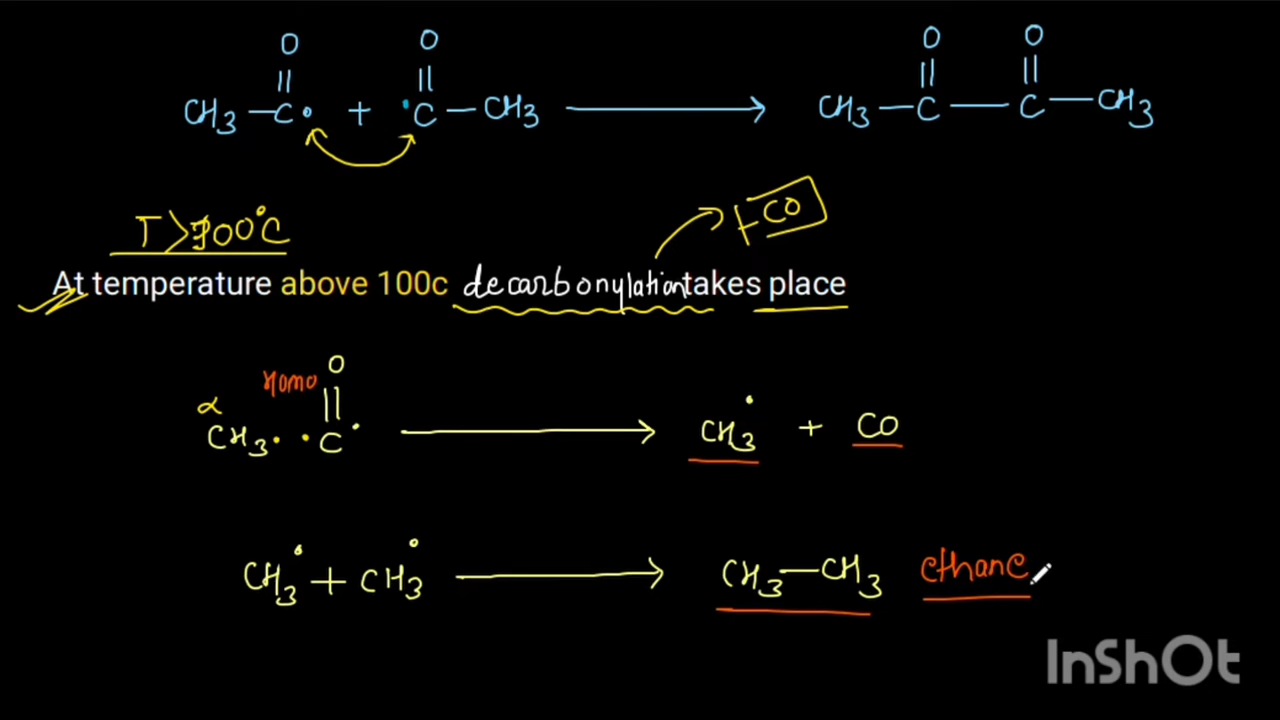 O O O O
|| || || ||
CH3 — C• + •C — CH3 → CH3 — C — C — CH3
T>100°C
+CO
At temperature above 100c decarbonylation takes place
O
α Homo ||
CH3• •C• → CH3• + CO
CH3• + CH3• → CH3—CH3 ethane
InShOt